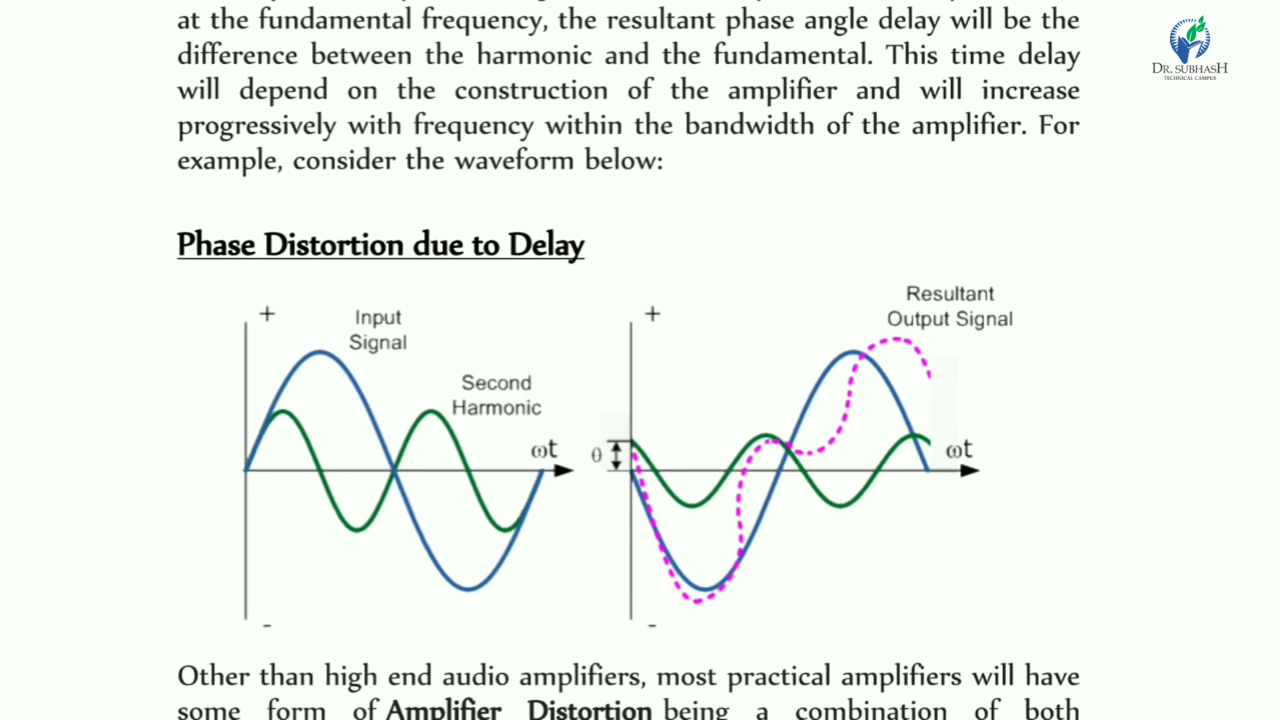 at the fundamental frequency, the resultant phase angle delay will be the
difference between the harmonic and the fundamental. This time delay
will depend on the construction of the amplifier and will increase
progressively with frequency within the bandwidth of the amplifier. For
example, consider the waveform below:
DR. SUBHASH
TECHNICAL CAMPUS
Phase Distortion due to Delay
+
Input
Signal
Second
Harmonic
ωt
-
+
Resultant
Output Signal
θ
ωt
-
Other than high end audio amplifiers, most practical amplifiers will have
some form of Amplifier Distortion being a combination of both